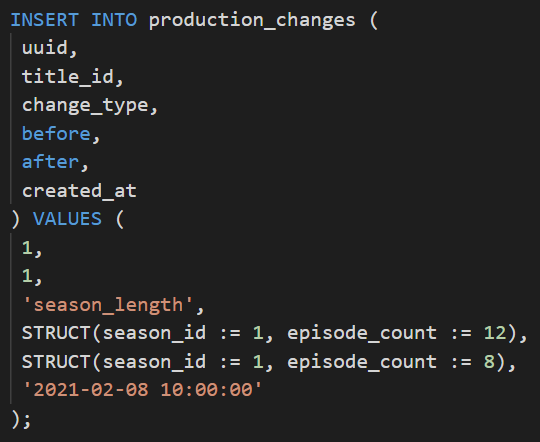 INSERT INTO production_changes (
uuid,
title_id,
change_type,
before,
after,
created_at
) VALUES (
1,
1,
'season_length',
STRUCT(season_id := 1, episode_count := 12),
STRUCT(season_id := 1, episode_count := 8),
'2021-02-08 10:00:00'
);